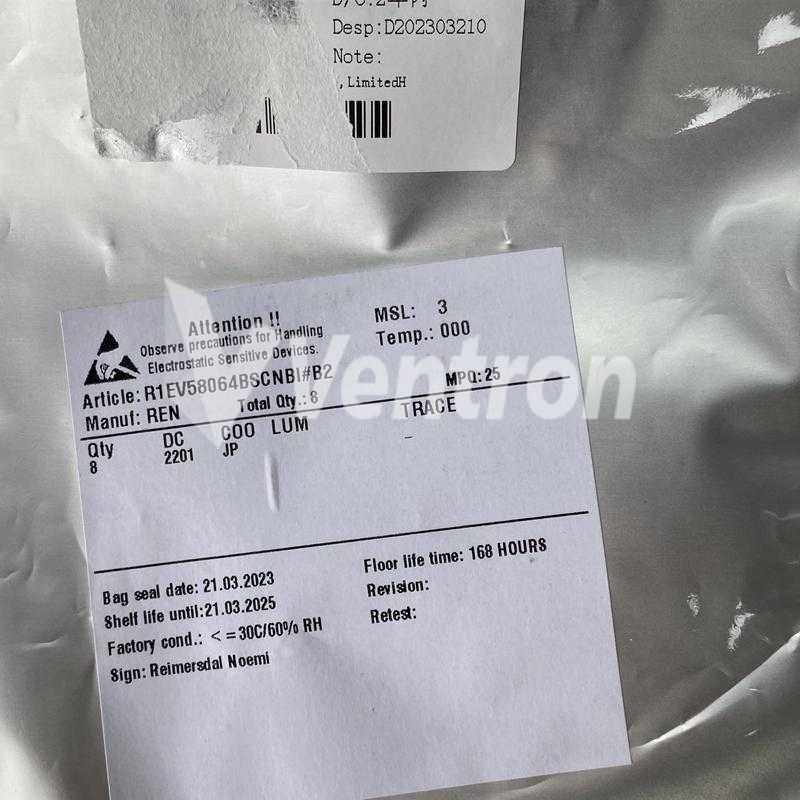 D/C:2年内
Desp:D202303210
Note:
,LimitedH
Attention !!
Observe precautions for Handling
Electrostatic Sensitive Devices.
MSL: 3
Temp.: 000
Article: R1EV58064BSCNBI#B2
MPQ:25
Manuf: REN
Total Qty.: 8
Qty DC COO LUM TRACE
8 2201 JP –
Ventron
Bag seal date: 21.03.2023
Shelf life until:21.03.2025
Factory cond.: <=30C/60% RH
Sign: Reimersdal Noemi
Floor life time: 168 HOURS
Revision:
Retest: